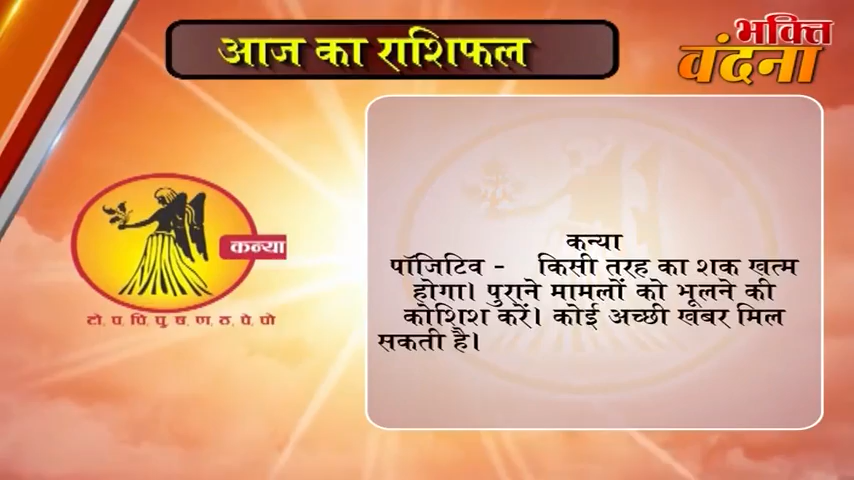 आज का राशिफल
भक्ति
वंदना
कन्या
टो, प, पि, पु, ष, ण, ठ, पे, पो
कन्या
पॉजिटिव - किसी तरह का शक खत्म
होगा। पुराने मामलों को भूलने की
कोशिश करें। कोई अच्छी खबर मिल
सकती है।